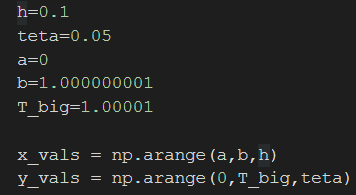 h=0.1
teta=0.05
a=0
b=1.000000001
T_big=1.00001
x_vals = np.arange(a,b,h)
y_vals = np.arange(0,T_big,teta)